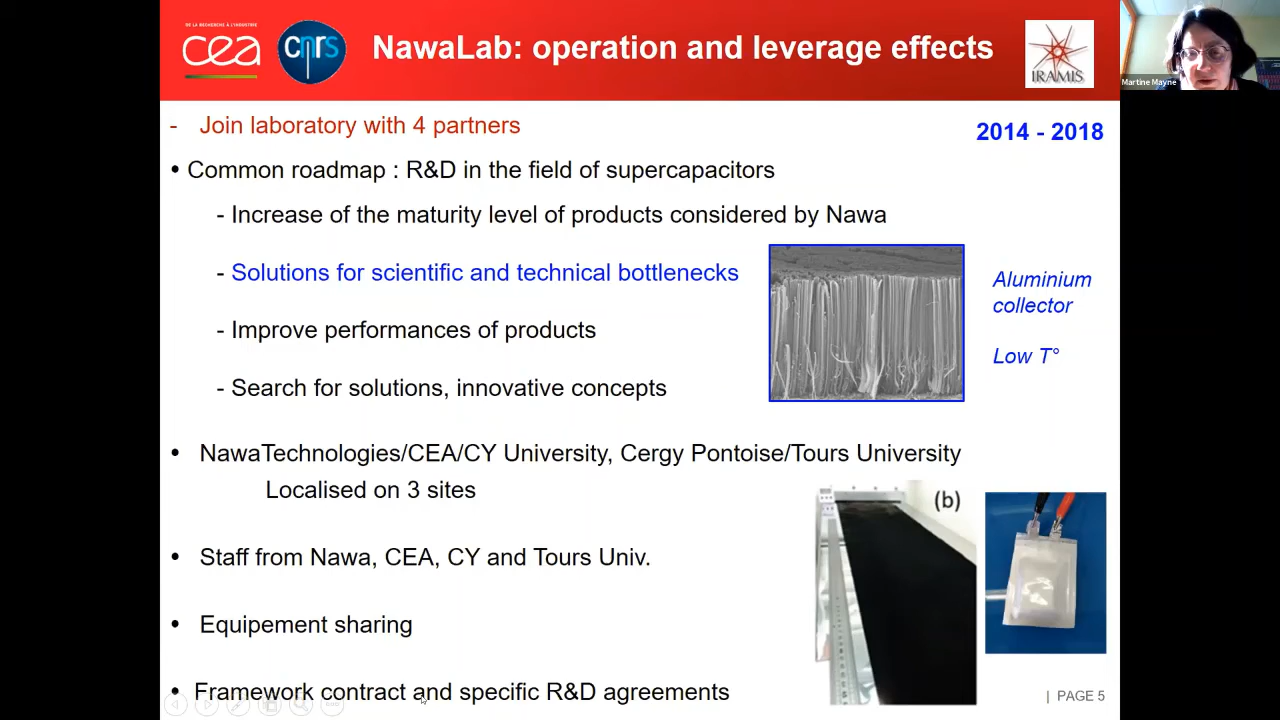 DE LA RECHERCHE À L'INDUSTRIE
cea
cnrs
NawaLab: operation and leverage effects
IRAMIS
Martine Mayne
- Join laboratory with 4 partners
2014 - 2018
• Common roadmap : R&D in the field of supercapacitors
- Increase of the maturity level of products considered by Nawa
- Solutions for scientific and technical bottlenecks
Aluminium
collector
- Improve performances of products
Low T°
- Search for solutions, innovative concepts
• NawaTechnologies/CEA/CY University, Cergy Pontoise/Tours University
Localised on 3 sites
(b)
• Staff from Nawa, CEA, CY and Tours Univ.
• Equipement sharing
• Framework contract and specific R&D agreements
| PAGE 5